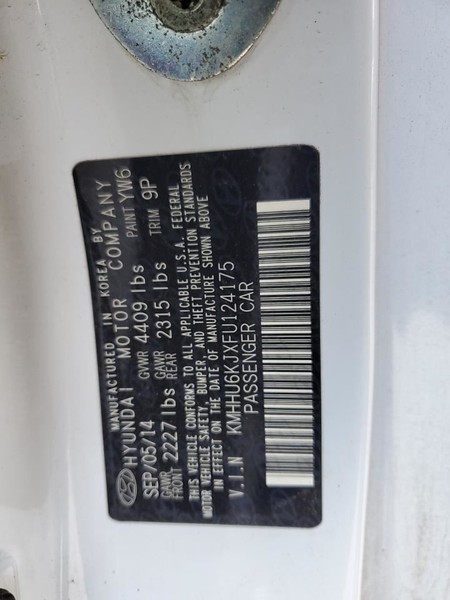 MANUFACTURED IN KOREA BY
HYUNDAI MOTOR COMPANY
SEP/05/14 GVWR 4409 lbs PAINT YW6
GAWR FRONT 2227 lbs GAWR REAR 2315 lbs TRIM 9P
THIS VEHICLE CONFORMS TO ALL APPLICABLE U.S.A. FEDERAL
MOTOR VEHICLE SAFETY, BUMPER, AND THEFT PREVENTION STANDARDS
IN EFFECT ON THE DATE OF MANUFACTURE SHOWN ABOVE
V.I.N KMHHU6KJXFU124175
PASSENGER CAR